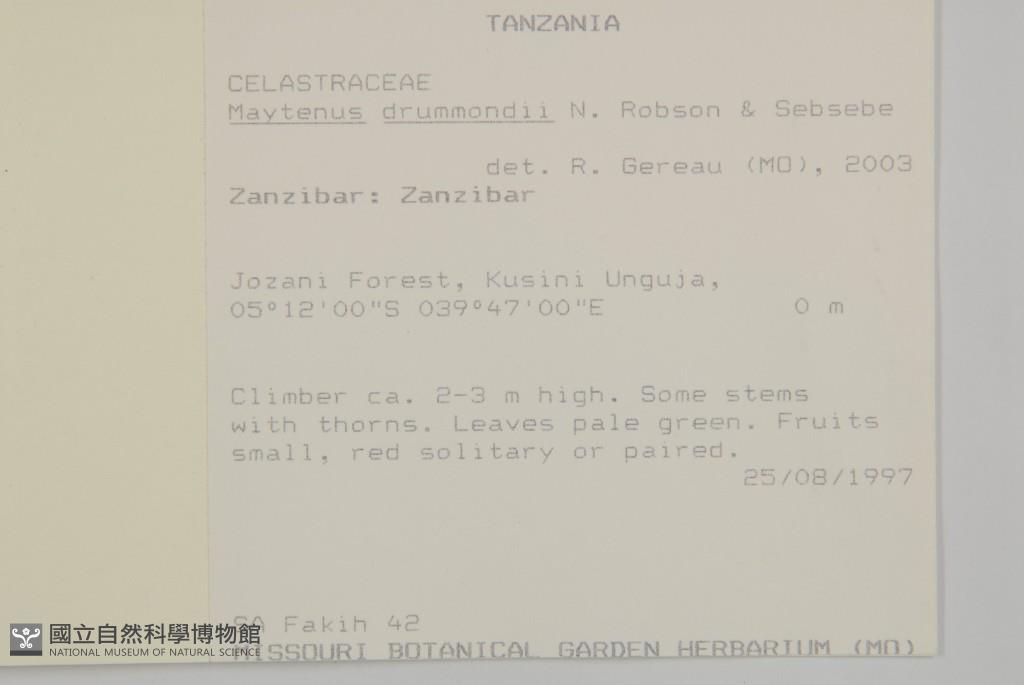 TANZANIA
CELASTRACEAE
Maytenus drummondii N. Robson & Sebsebe
det. R. Gereau (MO), 2003
Zanzibar: Zanzibar
Jozani Forest, Kusini Unguja,
05°12'00"S 039°47'00"E 0 m
Climber ca. 2-3 m high. Some stems
with thorns. Leaves pale green. Fruits
small, red solitary or paired.
25/08/1997
SA Fakih 42
MISSOURI BOTANICAL GARDEN HERBARIUM (MO)
國立自然科學博物館
NATIONAL MUSEUM OF NATURAL SCIENCE